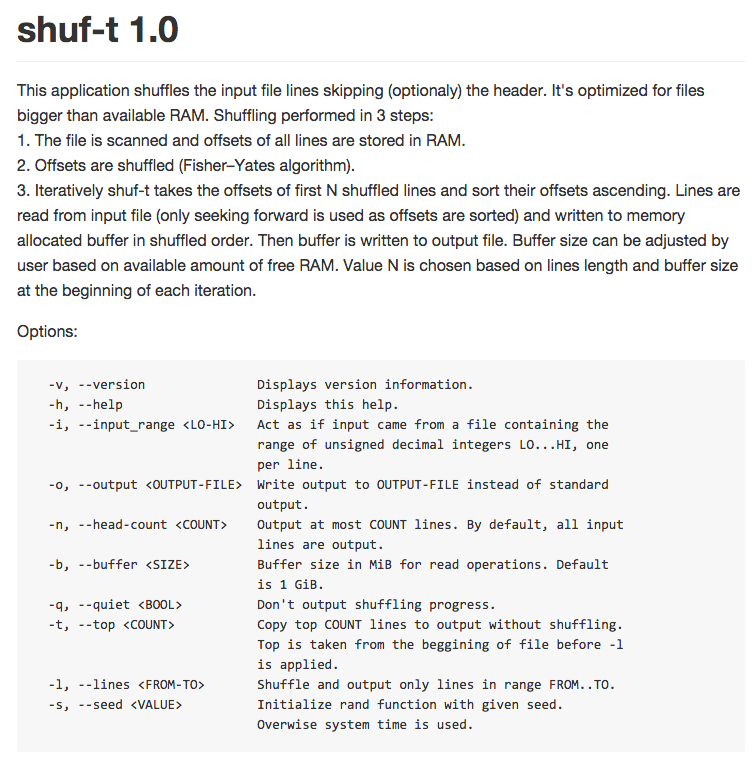 shuf-t 1.0
This application shuffles the input file lines skipping (optionaly) the header. It's optimized for files
bigger than available RAM. Shuffling performed in 3 steps:
1. The file is scanned and offsets of all lines are stored in RAM.
2. Offsets are shuffled (Fisher–Yates algorithm).
3. Iteratively shuf-t takes the offsets of first N shuffled lines and sort their offsets ascending. Lines are
read from input file (only seeking forward is used as offsets are sorted) and written to memory
allocated buffer in shuffled order. Then buffer is written to output file. Buffer size can be adjusted by
user based on available amount of free RAM. Value N is chosen based on lines length and buffer size
at the beginning of each iteration.
Options:
-v, --version Displays version information.
-h, --help Displays this help.
-i, --input_range <LO-HI> Act as if input came from a file containing the
range of unsigned decimal integers LO...HI, one
per line.
-o, --output <OUTPUT-FILE> Write output to OUTPUT-FILE instead of standard
output.
-n, --head-count <COUNT> Output at most COUNT lines. By default, all input
lines are output.
-b, --buffer <SIZE> Buffer size in MiB for read operations. Default
is 1 GiB.
-q, --quiet <BOOL> Don't output shuffling progress.
-t, --top <COUNT> Copy top COUNT lines to output without shuffling.
Top is taken from the beggining of file before -l
is applied.
-l, --lines <FROM-TO> Shuffle and output only lines in range FROM..TO.
-s, --seed <VALUE> Initialize rand function with given seed.
Overwise system time is used.